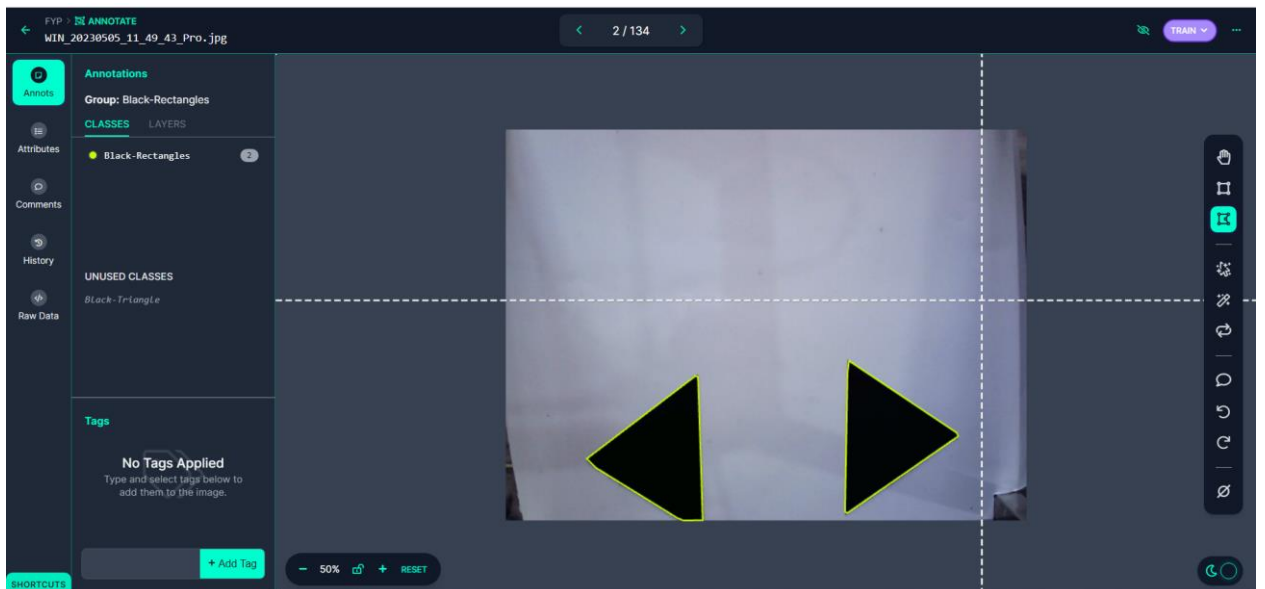 FYP > ANNOTATE
WIN_20230505_11_49_43_Pro.jpg
2 / 134
TRAIN
Annots
Attributes
Comments
History
Raw Data
SHORTCUTS
Annotations
Group: Black-Rectangles
CLASSES LAYERS
Black-Rectangles 2
UNUSED CLASSES
Black-Triangle
Tags
No Tags Applied
Type and select tags below to
add them to the image.
+ Add Tag
− 50% + RESET